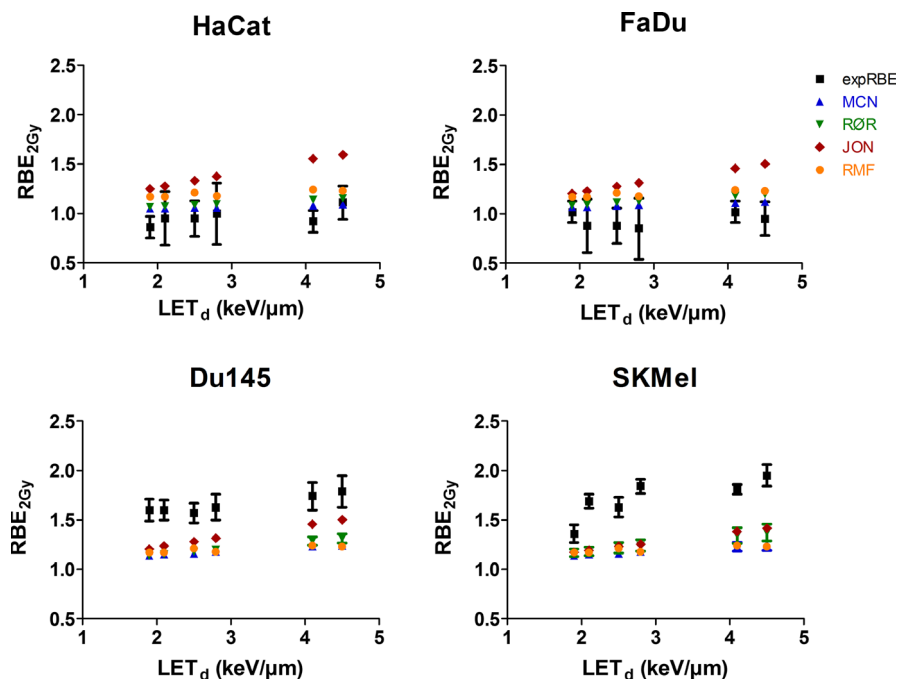 HaCat
RBE2Gy
2.5
2.0
1.5
1.0
0.5
1 2 3 4 5
LETd (keV/µm)
FaDu
RBE2Gy
2.5
2.0
1.5
1.0
0.5
1 2 3 4 5
LETd (keV/µm)
expRBE
MCN
RØR
JON
RMF
Du145
RBE2Gy
2.5
2.0
1.5
1.0
0.5
1 2 3 4 5
LETd (keV/µm)
SKMel
RBE2Gy
2.5
2.0
1.5
1.0
0.5
1 2 3 4 5
LETd (keV/µm)